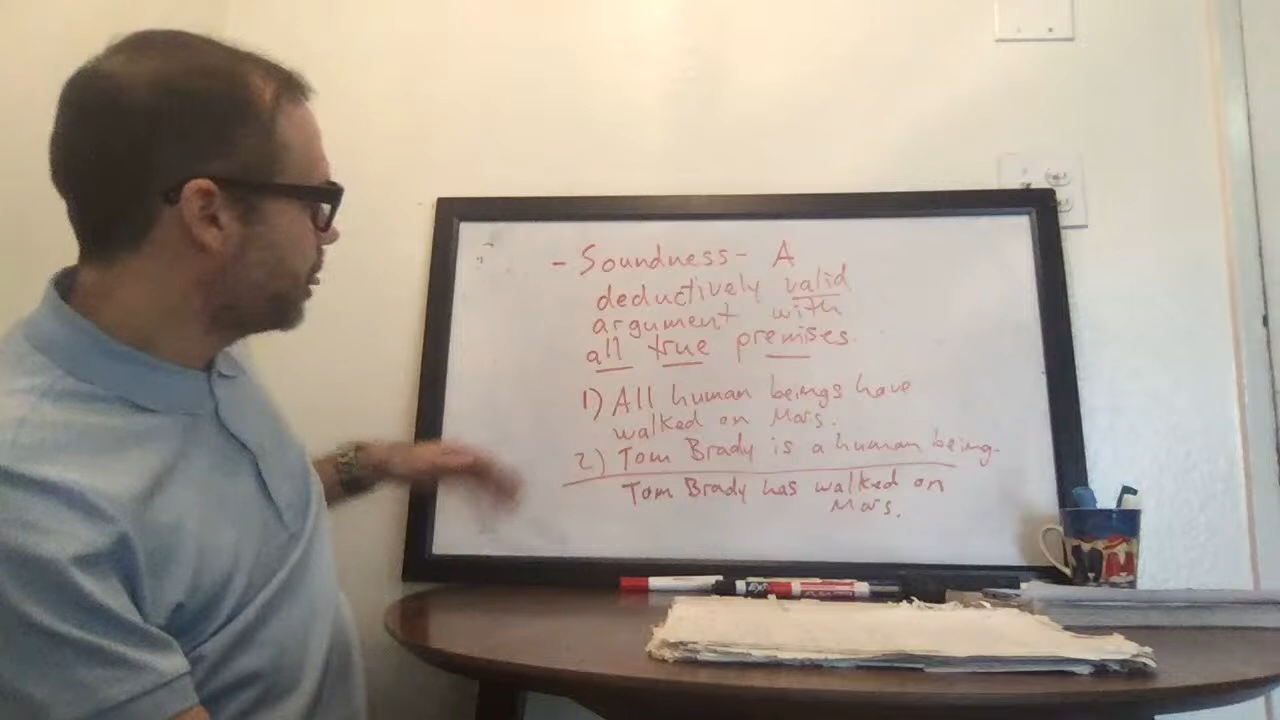 - Soundness - A
deductively valid
argument with
all true premises.
1) All human beings have
walked on Mars.
2) Tom Brady is a human being.
Tom Brady has walked on
Mars.
EXPO